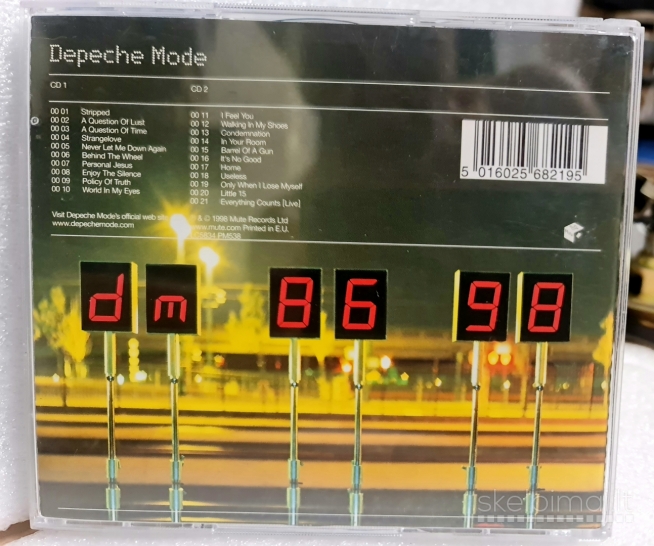 Depeche Mode
CD 1
00 01 Stripped
00 02 A Question Of Lust
00 03 A Question Of Time
00 04 Strangelove
00 05 Never Let Me Down Again
00 06 Behind The Wheel
00 07 Personal Jesus
00 08 Enjoy The Silence
00 09 Policy Of Truth
00 10 World In My Eyes
CD 2
00 11 I Feel You
00 12 Walking In My Shoes
00 13 Condemnation
00 14 In Your Room
00 15 Barrel Of A Gun
00 16 It's No Good
00 17 Home
00 18 Useless
00 19 Only When I Lose Myself
00 20 Little 15
00 21 Everything Counts [Live]
Visit Depeche Mode's official web site
www.depechemode.com
& © 1998 Mute Records Ltd
www.mute.com Printed in E.U.
5 016025 682195
dm 86 98
skelbimai.lt